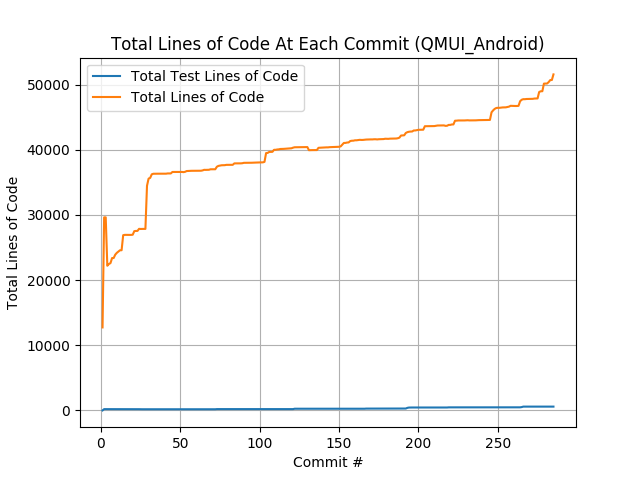 Total Lines of Code At Each Commit (QMUI_Android)
Total Test Lines of Code
Total Lines of Code
Total Lines of Code
50000
40000
30000
20000
10000
0
0 50 100 150 200 250
Commit #